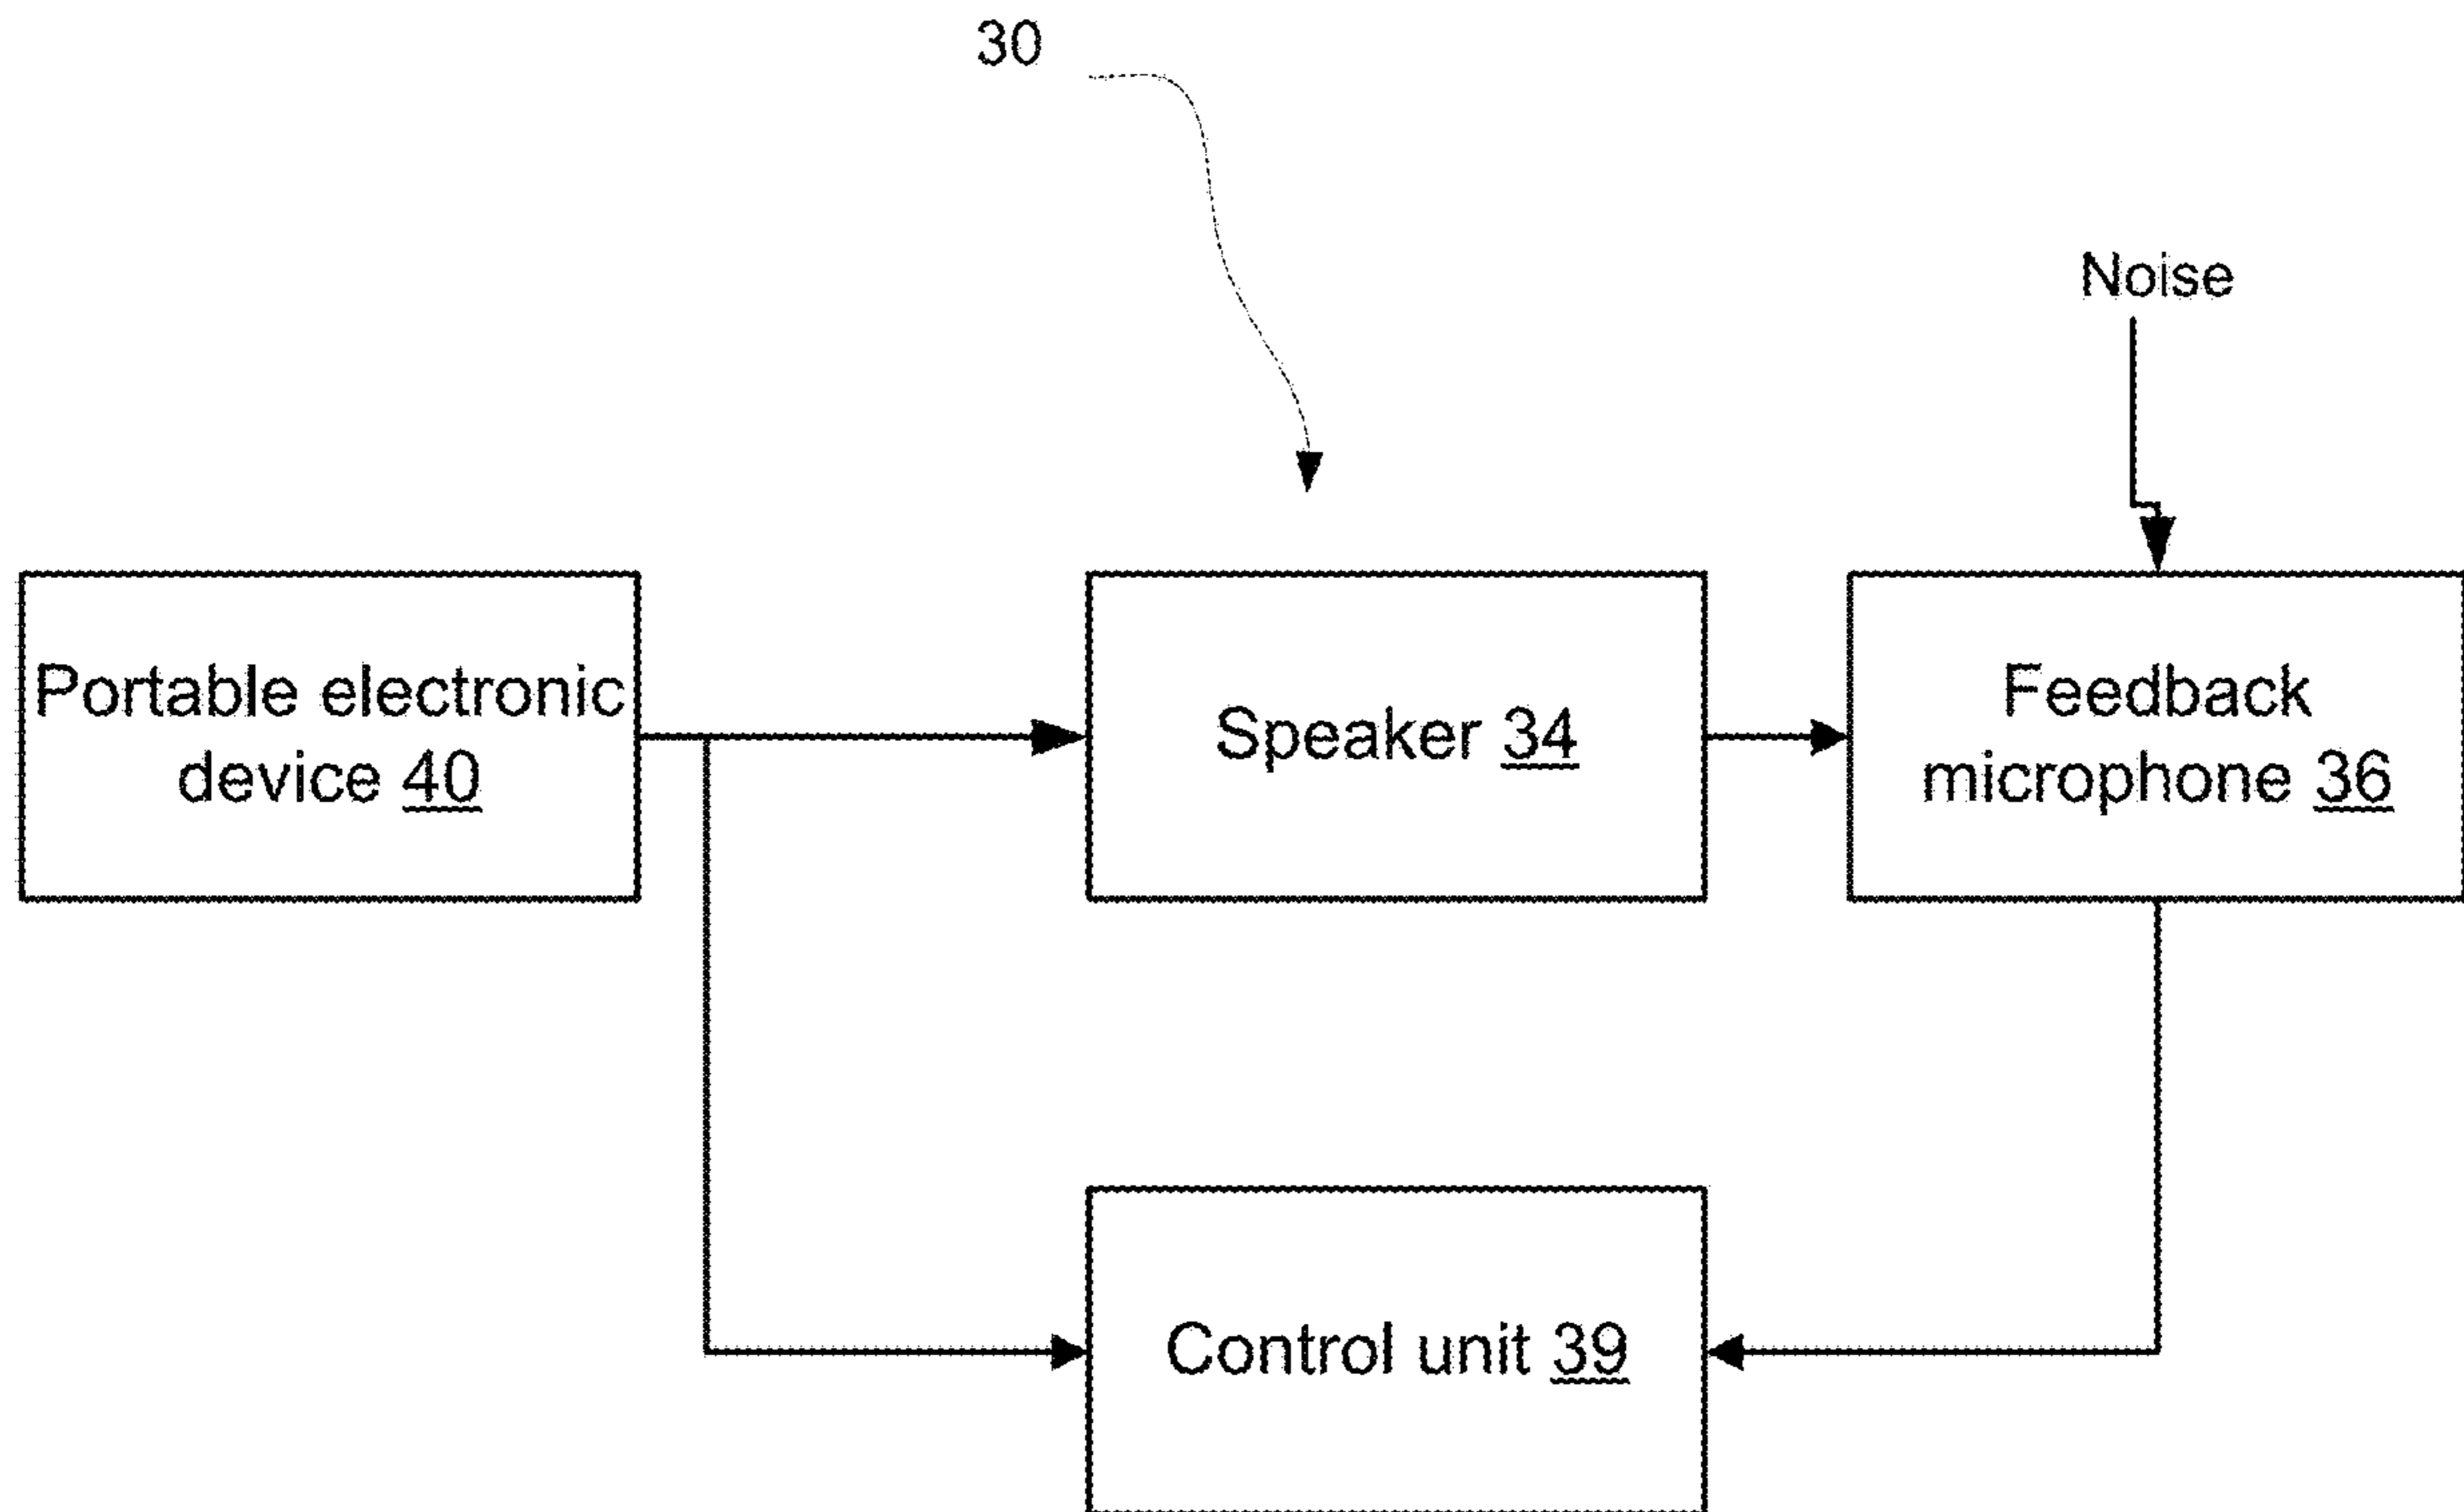 30
Noise
Portable electronic
device 40
Speaker 34
Feedback
microphone 36
Control unit 39